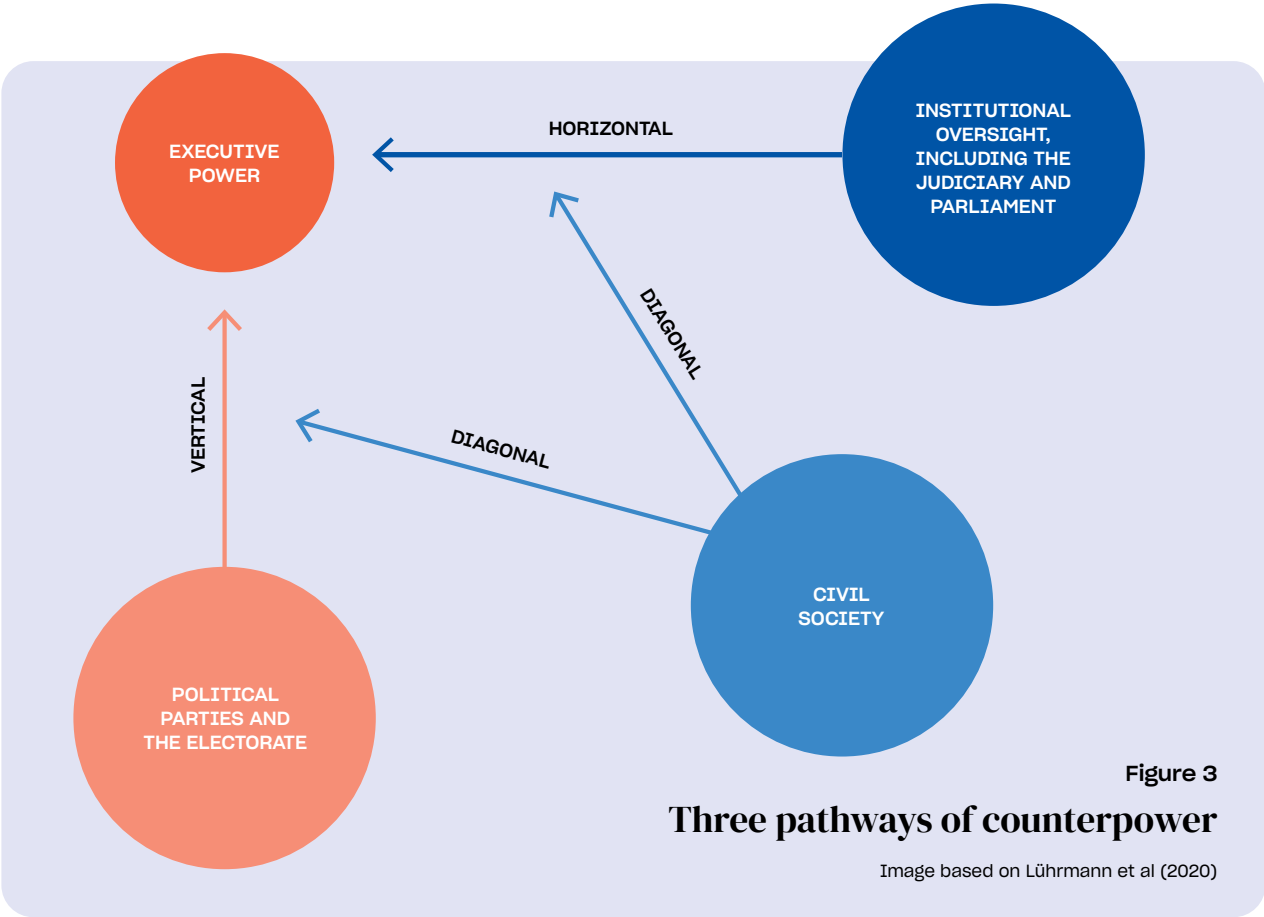 EXECUTIVE
POWER
HORIZONTAL
INSTITUTIONAL
OVERSIGHT,
INCLUDING THE
JUDICIARY AND
PARLIAMENT
DIAGONAL
VERTICAL
DIAGONAL
CIVIL
SOCIETY
POLITICAL
PARTIES AND
THE ELECTORATE
Figure 3
Three pathways of counterpower
Image based on Lührmann et al (2020)